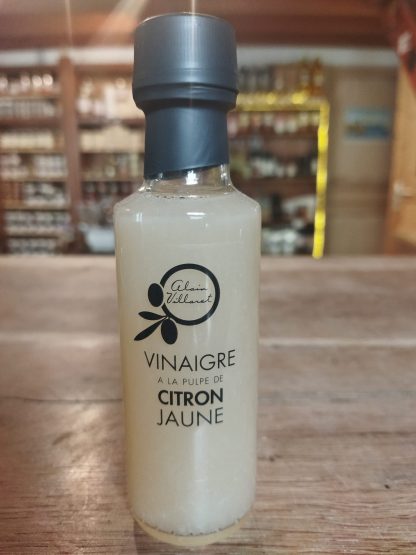 Alain
Villaret
VINAIGRE
A LA PULPE DE
CITRON
JAUNE